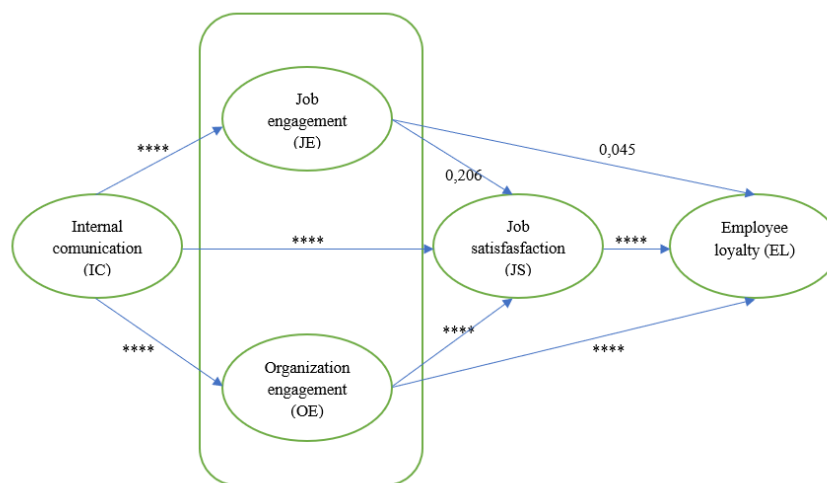 Job
engagement
(JE)
****
0,045
0,206
Internal
comunication
(IC)
****
Job
satisfasfaction
(JS)
****
Employee
loyalty (EL)
****
****
****
Organization
engagement
(OE)